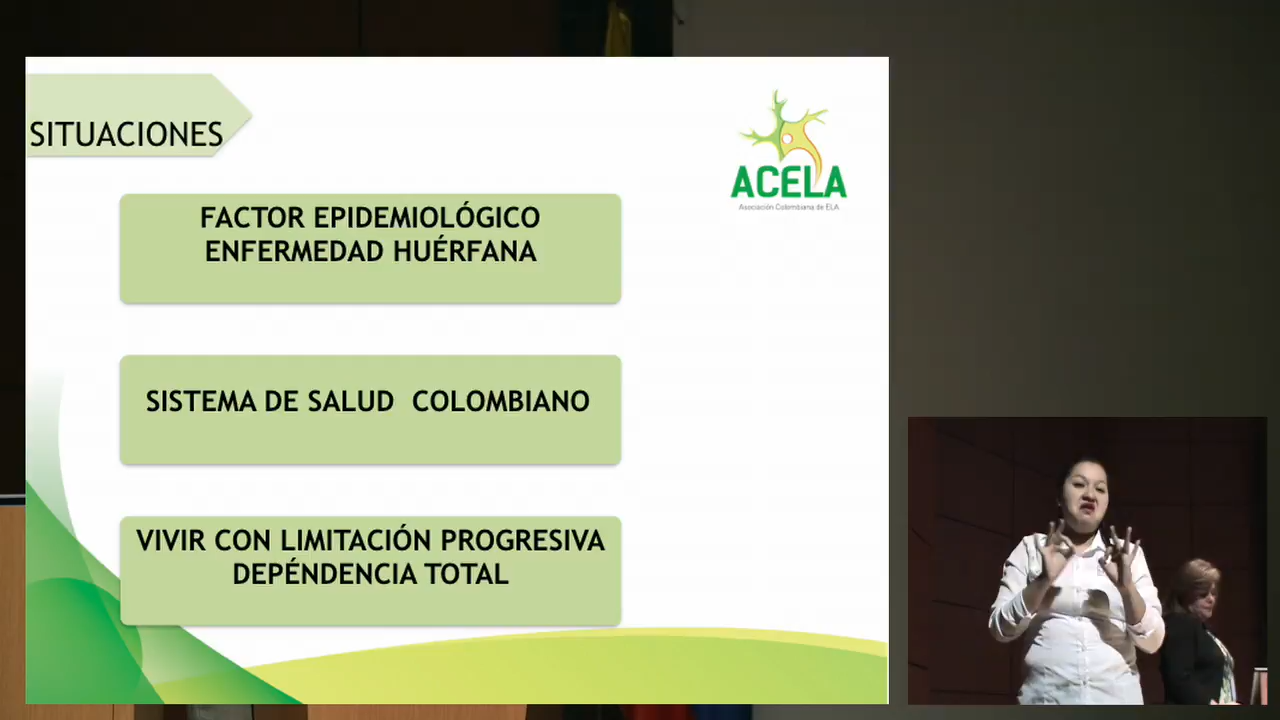 SITUACIONES
ACELA
Asociación Colombiana de ELA
FACTOR EPIDEMIOLÓGICO
ENFERMEDAD HUÉRFANA
SISTEMA DE SALUD  COLOMBIANO
VIVIR CON LIMITACIÓN PROGRESIVA
DEPÉNDENCIA TOTAL